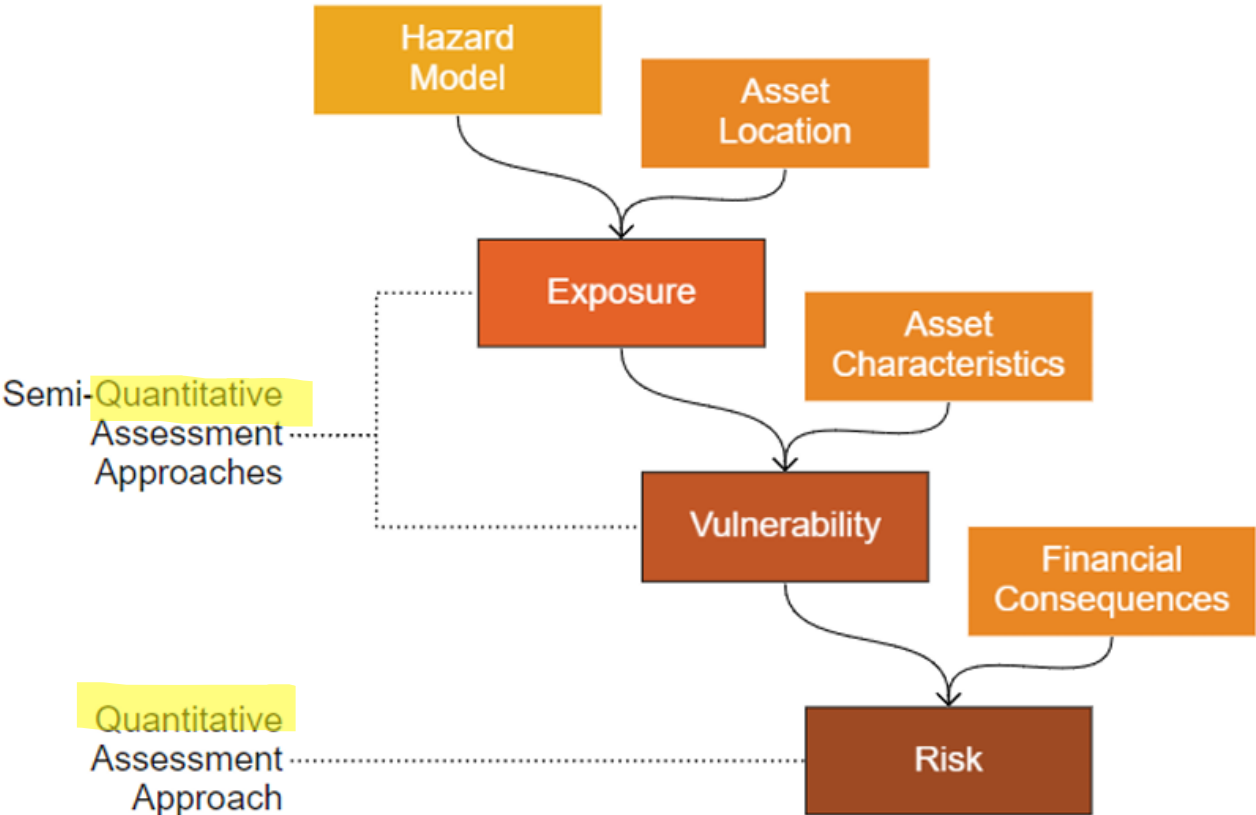 Hazard
Model
Asset
Location
Exposure
Asset
Characteristics
Semi-Quantitative
Assessment
Approaches
Vulnerability
Financial
Consequences
Quantitative
Assessment
Approach
Risk